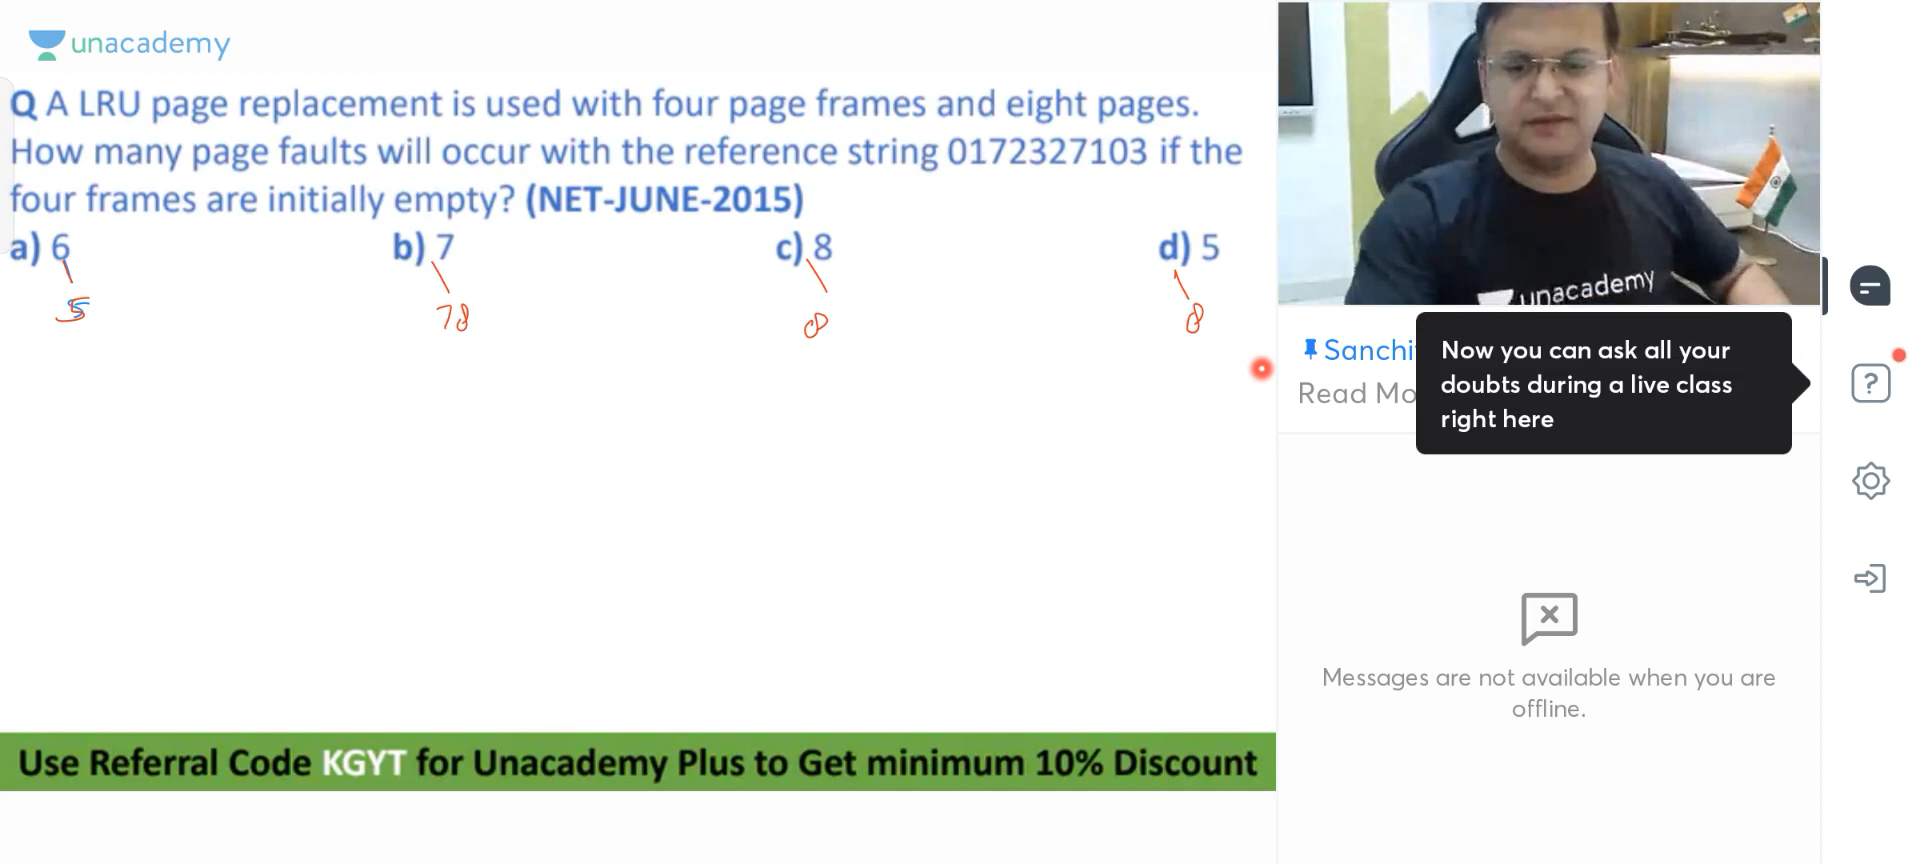 unacademy
Q A LRU page replacement is used with four page frames and eight pages.
How many page faults will occur with the reference string 0172327103 if the
four frames are initially empty? (NET-JUNE-2015)
a) 6 b) 7 c) 8 d) 5
5 78 8 8
Use Referral Code KGYT for Unacademy Plus to Get minimum 10% Discount
unacademy
Sanchi
Read Mo
Now you can ask all your
doubts during a live class
right here
?
Messages are not available when you are
offline.